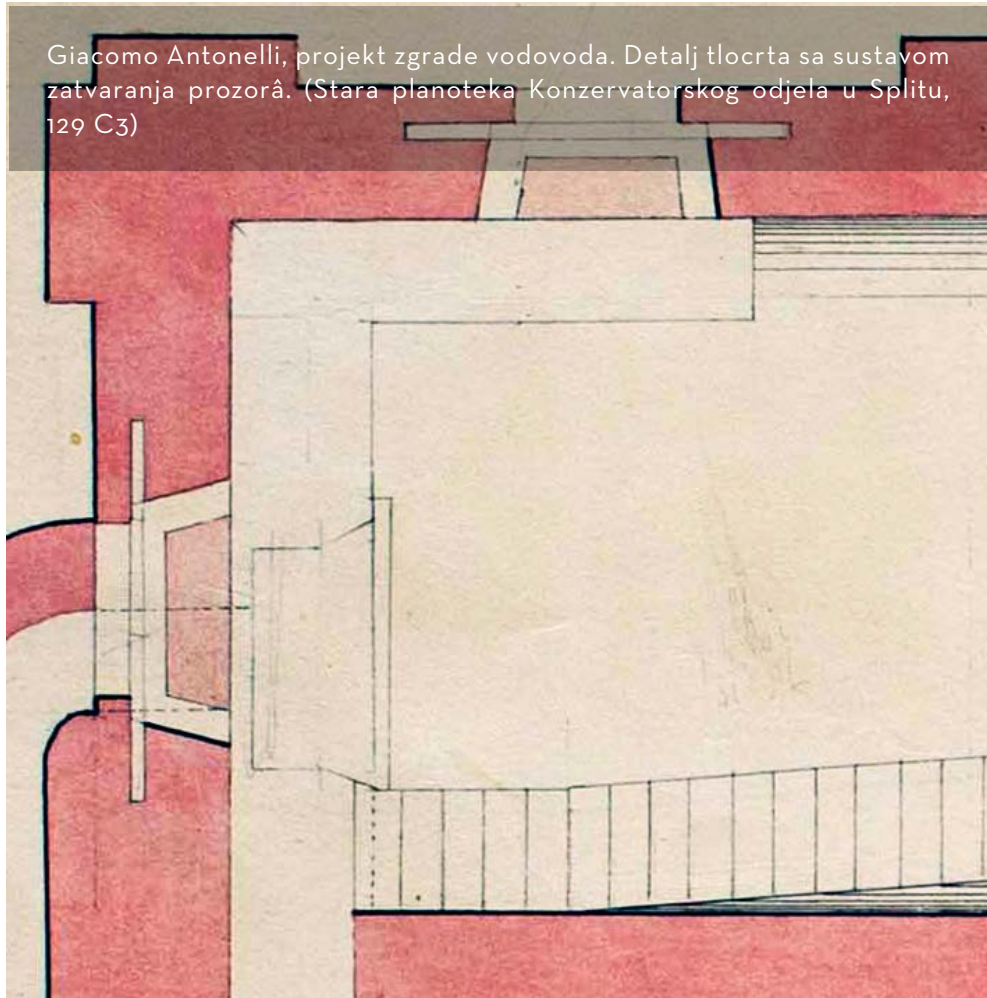 Giacomo Antonelli, projekt zgrade vodovoda. Detalj tlocrta sa sustavom
zatvaranja prozorâ. (Stara planoteka Konzervatorskog odjela u Splitu,
129 C3)